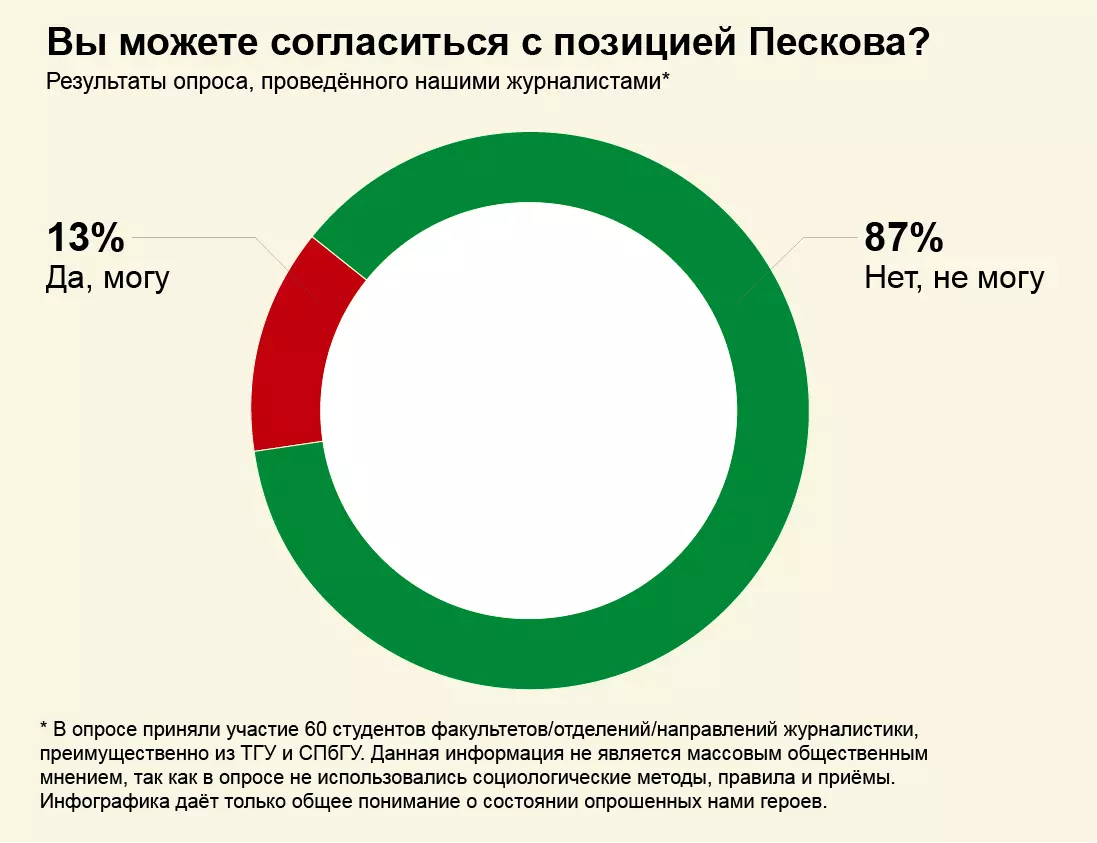 Вы можете согласиться с позицией Пескова?
Результаты опроса, проведённого нашими журналистами*
13%
Да, могу
87%
Нет, не могу
* В опросе приняли участие 60 студентов факультетов/отделений/направлений журналистики,
преимущественно из ТГУ и СПбГУ. Данная информация не является массовым общественным
мнением, так как в опросе не использовались социологические методы, правила и приёмы.
Инфографика даёт только общее понимание о состоянии опрошенных нами героев.